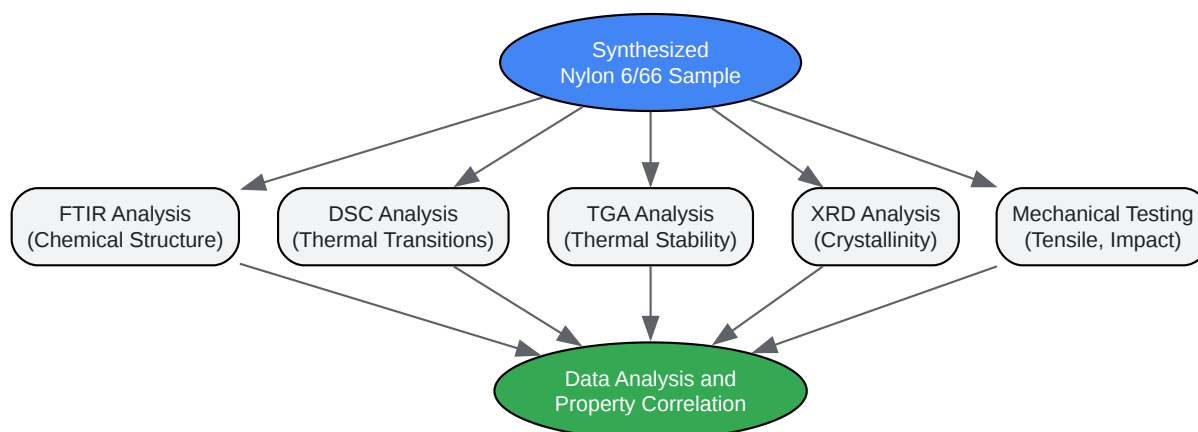 Synthesized
Nylon 6/66 Sample
FTIR Analysis
(Chemical Structure)
DSC Analysis
(Thermal Transitions)
TGA Analysis
(Thermal Stability)
XRD Analysis
(Crystallinity)
Mechanical Testing
(Tensile, Impact)
Data Analysis and
Property Correlation